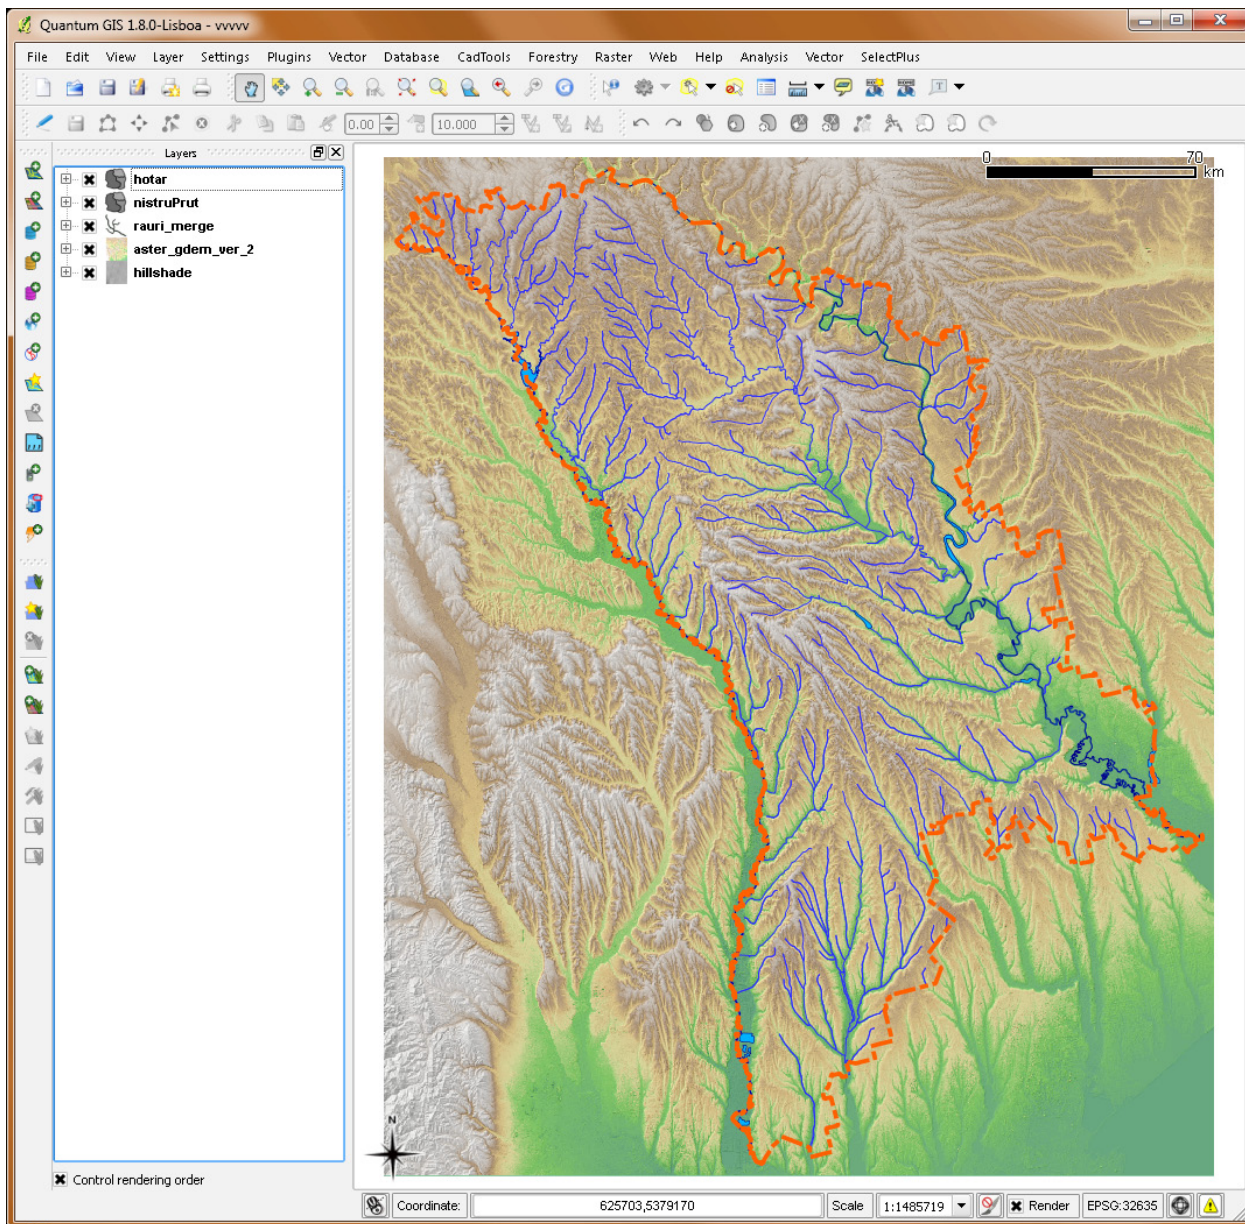 Quantum GIS 1.8.0-Lisboa - vvvvv
File Edit View Layer Settings Plugins Vector Database CadTools Forestry Raster Web Help Analysis Vector SelectPlus
0.00 10.000
Layers
hotar
nistruPrut
rauri_merge
aster_gdem_ver_2
hillshade
0 70
km
N
Control rendering order
Coordinate: 625703,5379170 Scale 1:1485719 Render EPSG:32635